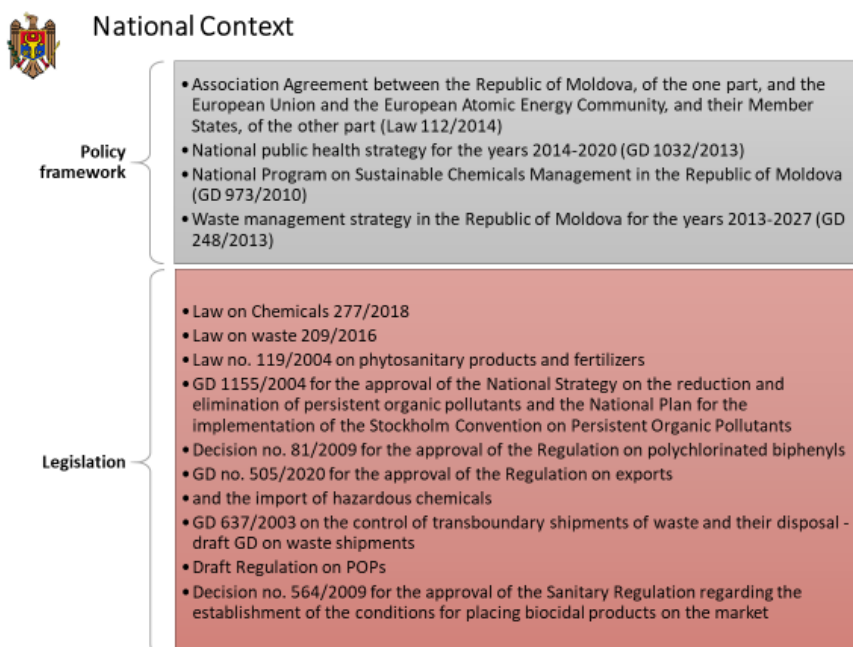 National Context
Policy
framework
• Association Agreement between the Republic of Moldova, of the one part, and the
European Union and the European Atomic Energy Community, and their Member
States, of the other part (Law 112/2014)
• National public health strategy for the years 2014-2020 (GD 1032/2013)
• National Program on Sustainable Chemicals Management in the Republic of Moldova
(GD 973/2010)
• Waste management strategy in the Republic of Moldova for the years 2013-2027 (GD
248/2013)
Legislation
• Law on Chemicals 277/2018
• Law on waste 209/2016
• Law no. 119/2004 on phytosanitary products and fertilizers
• GD 1155/2004 for the approval of the National Strategy on the reduction and
elimination of persistent organic pollutants and the National Plan for the
implementation of the Stockholm Convention on Persistent Organic Pollutants
• Decision no. 81/2009 for the approval of the Regulation on polychlorinated biphenyls
• GD no. 505/2020 for the approval of the Regulation on exports
• and the import of hazardous chemicals
• GD 637/2003 on the control of transboundary shipments of waste and their disposal -
draft GD on waste shipments
• Draft Regulation on POPs
• Decision no. 564/2009 for the approval of the Sanitary Regulation regarding the
establishment of the conditions for placing biocidal products on the market